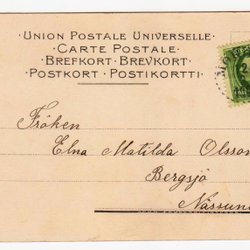 · UNION POSTALE UNIVERSELLE ·
· CARTE POSTALE ·
· BREFKORT · BREVKORT ·
· POSTKORT · POSTIKORTTI ·
Fröken
Elna Matilda Olsson
Bergsjö